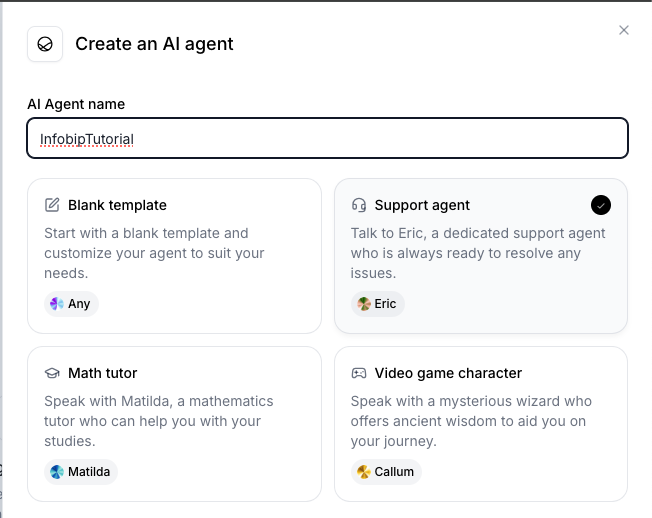 Create an AI agent
AI Agent name
InfobipTutorial
Blank template
Start with a blank template and
customize your agent to suit your
needs.
Any
Support agent
Talk to Eric, a dedicated support agent
who is always ready to resolve any
issues.
Eric
Math tutor
Speak with Matilda, a mathematics
tutor who can help you with your
studies.
Matilda
Video game character
Speak with a mysterious wizard who
offers ancient wisdom to aid you on
your journey.
Callum